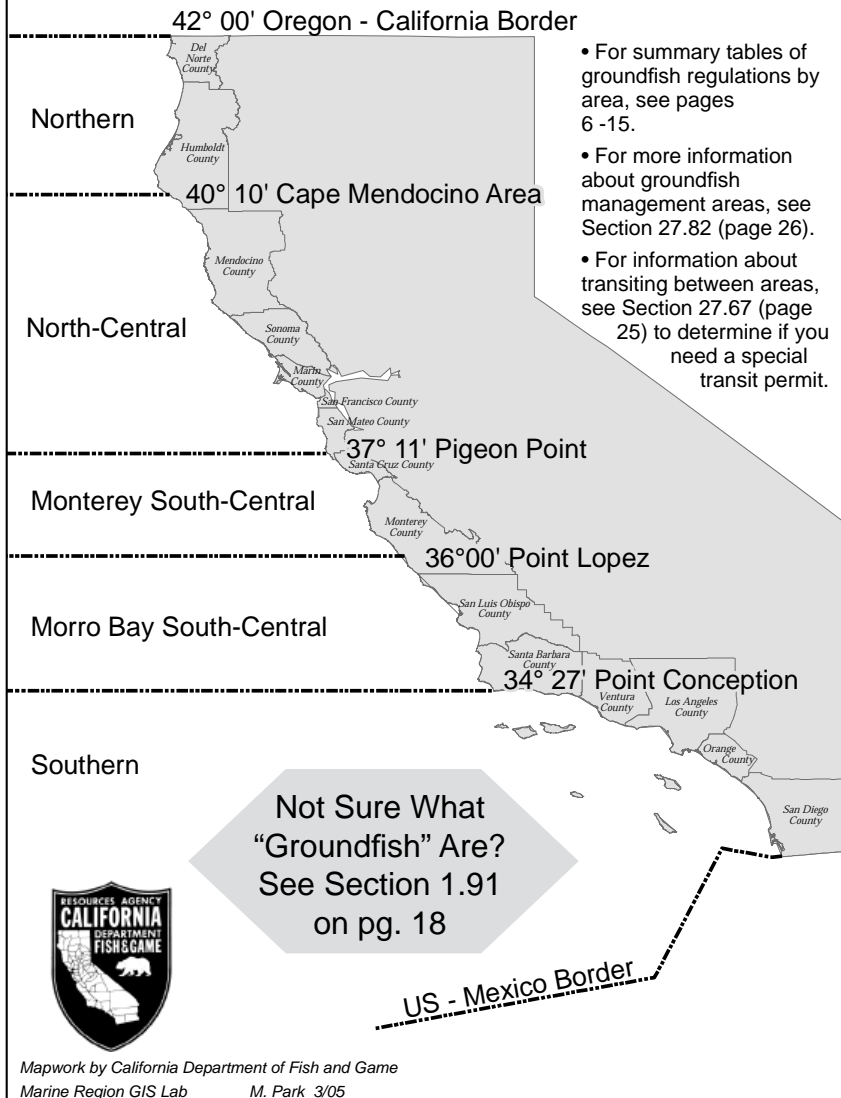 42° 00' Oregon - California Border
Del
Norte
County
• For summary tables of
groundfish regulations by
area, see pages
6 -15.
Northern
Humboldt
County
• For more information
about groundfish
management areas, see
Section 27.82 (page 26).
40° 10' Cape Mendocino Area
• For information about
transiting between areas,
see Section 27.67 (page
25) to determine if you
need a special
transit permit.
Mendocino
County
North-Central
Sonoma
County
Marin
County
San Francisco County
San Mateo County
37° 11' Pigeon Point
Santa Cruz County
Monterey South-Central
Monterey
County
36°00' Point Lopez
San Luis Obispo
County
Morro Bay South-Central
Santa Barbara
County
34° 27' Point Conception
Ventura
County
Los Angeles
County
Orange
County
Southern
San Diego
County
Not Sure What
“Groundfish” Are?
See Section 1.91
on pg. 18
RESOURCES AGENCY
CALIFORNIA
DEPARTMENT
FISH&GAME
US - Mexico Border
Mapwork by California Department of Fish and Game
Marine Region GIS Lab M. Park 3/05